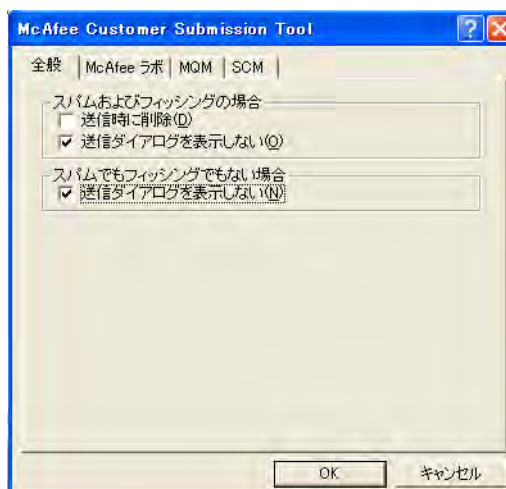 McAfee Customer Submission Tool
全般 McAfee ラボ MQM SCM
スパムおよびフィッシングの場合
送信時に削除(D)
送信ダイアログを表示しない(O)
スパムでもフィッシングでもない場合
送信ダイアログを表示しない(N)
OK キャンセル